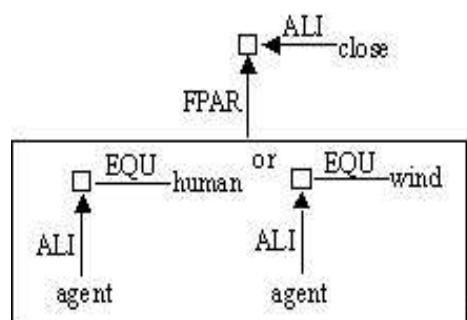 ALI
close
FPAR
EQU human or EQU wind
ALI ALI
agent agent